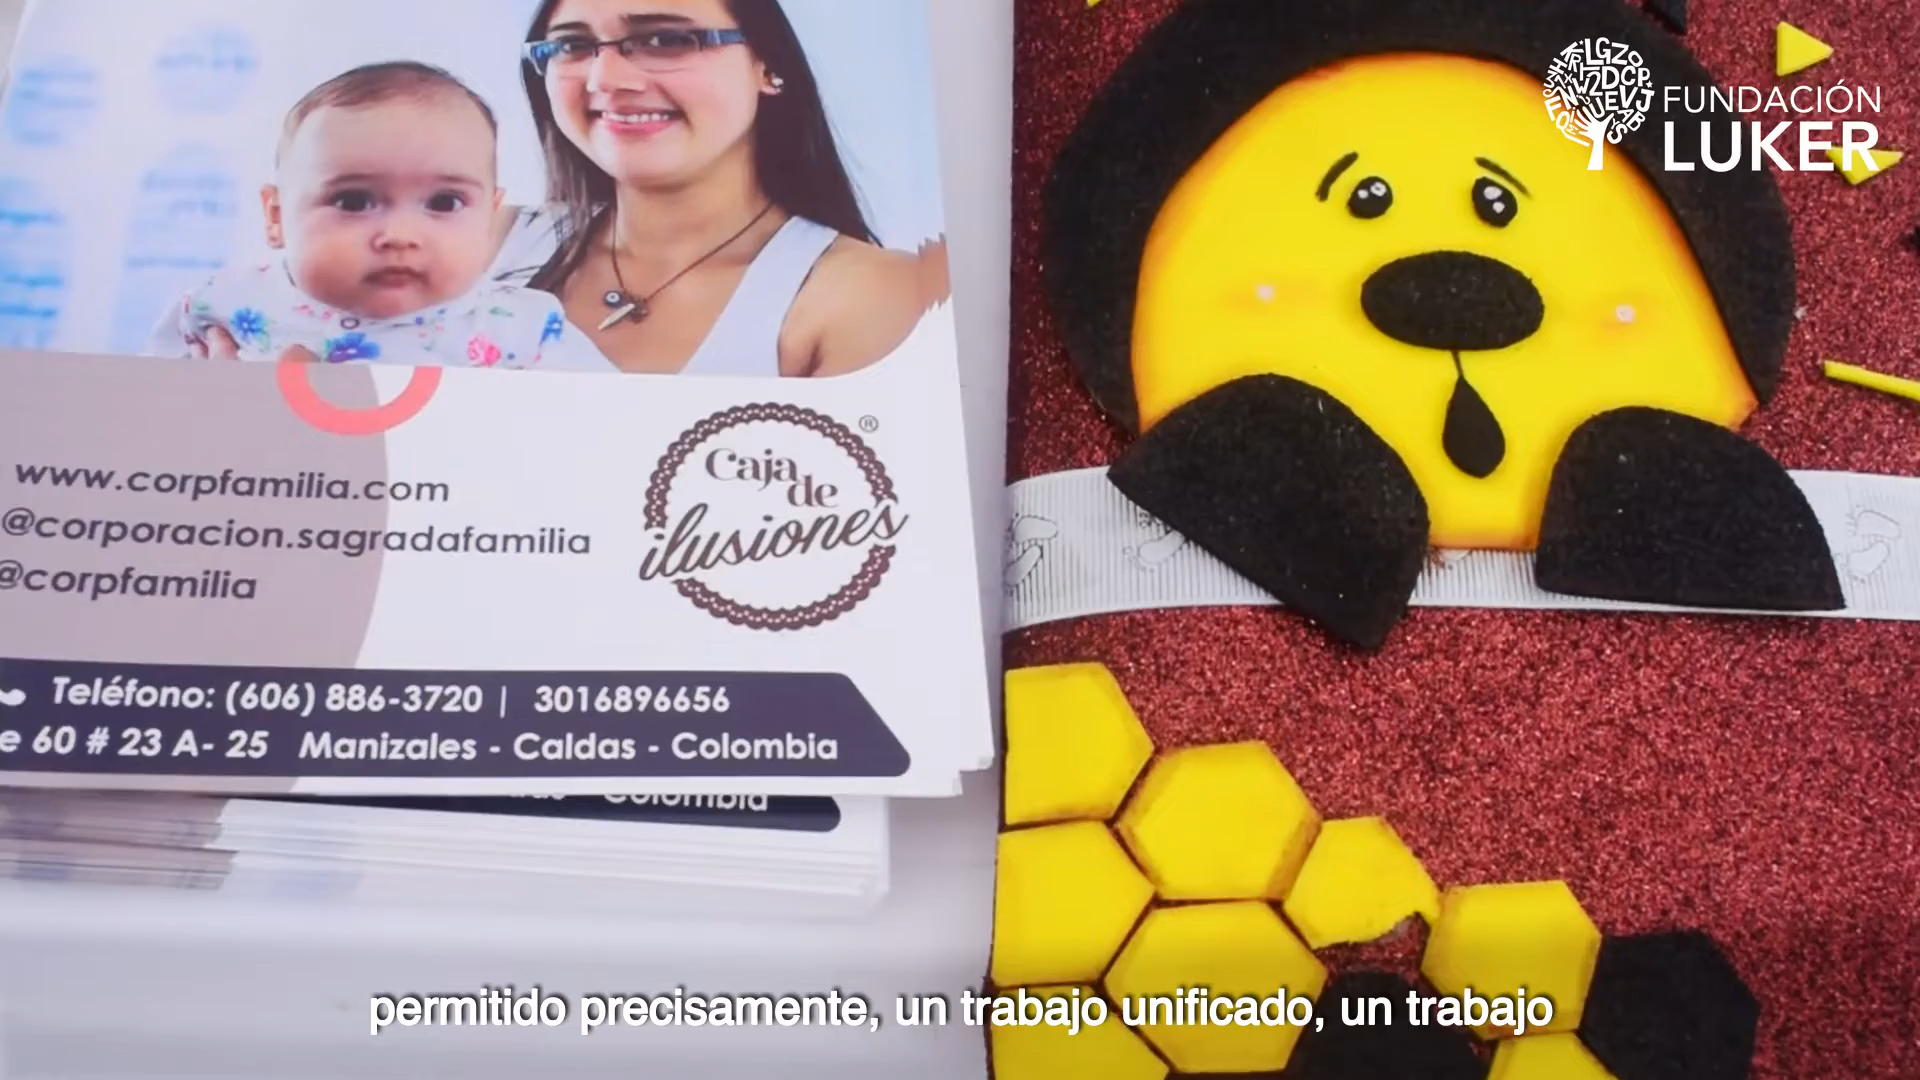 www.corpfamilia.com
@corporacion.sagradafamilia
@corpfamilia
Caja de
ilusiones
®
Teléfono: (606) 886-3720 | 3016896656
e 60 # 23 A- 25 Manizales - Caldas - Colombia
Colombia
FUNDACIÓN
LUKER
permitido precisamente, un trabajo unificado, un trabajo